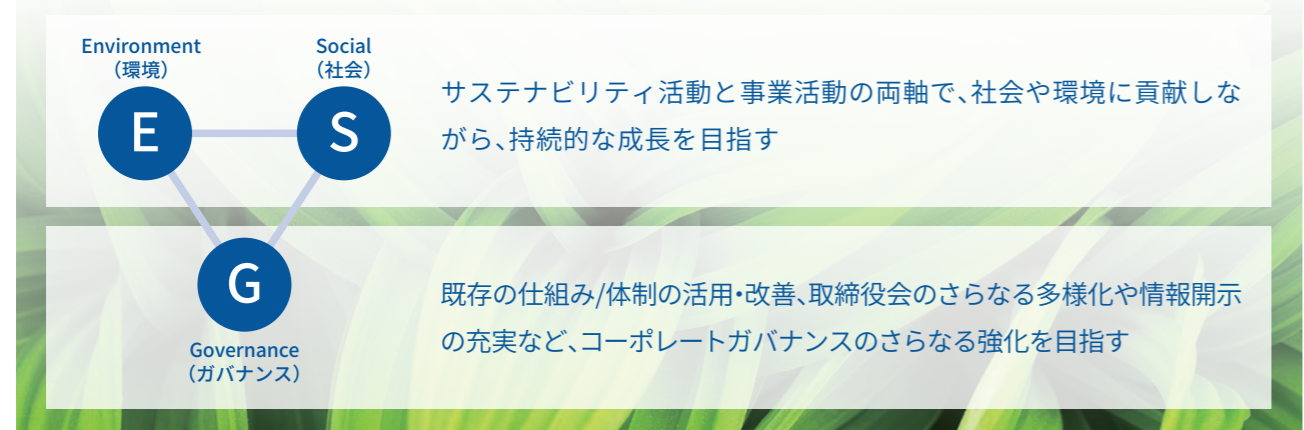 Environment
（環境）
Social
（社会）
E
S
サステナビリティ活動と事業活動の両軸で、社会や環境に貢献しな
がら、持続的な成長を目指す
G
Governance
（ガバナンス）
既存の仕組み/体制の活用・改善、取締役会のさらなる多様化や情報開示
の充実など、コーポレートガバナンスのさらなる強化を目指す